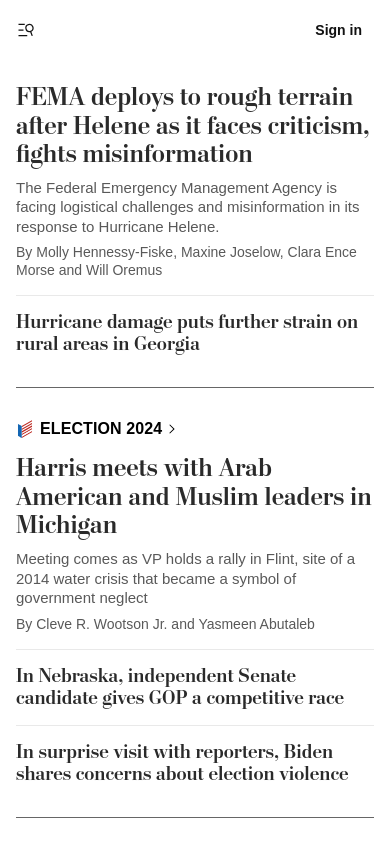 Sign in
FEMA deploys to rough terrain
after Helene as it faces criticism,
fights misinformation
The Federal Emergency Management Agency is
facing logistical challenges and misinformation in its
response to Hurricane Helene.
By Molly Hennessy-Fiske, Maxine Joselow, Clara Ence
Morse and Will Oremus
Hurricane damage puts further strain on
rural areas in Georgia
ELECTION 2024
Harris meets with Arab
American and Muslim leaders in
Michigan
Meeting comes as VP holds a rally in Flint, site of a
2014 water crisis that became a symbol of
government neglect
By Cleve R. Wootson Jr. and Yasmeen Abutaleb
In Nebraska, independent Senate
candidate gives GOP a competitive race
In surprise visit with reporters, Biden
shares concerns about election violence